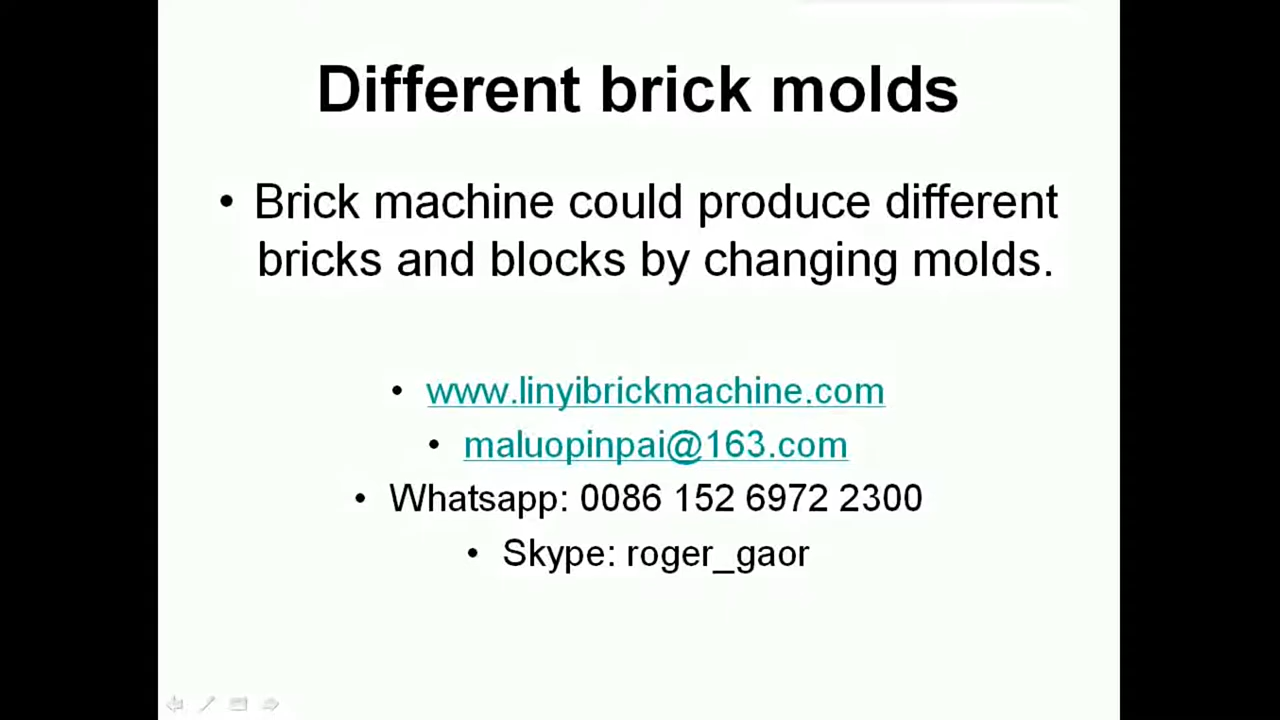 Different brick molds
• Brick machine could produce different
bricks and blocks by changing molds.
• www.linyibrickmachine.com
• maluopinpai@163.com
• Whatsapp: 0086 152 6972 2300
• Skype: roger_gaor